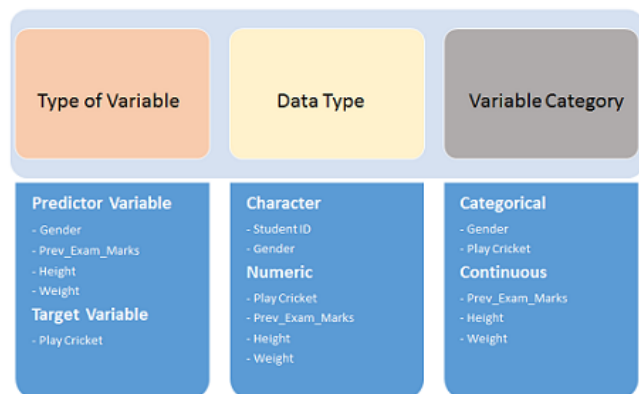 Type of Variable
Data Type
Variable Category
Predictor Variable
- Gender
- Prev_Exam_Marks
- Height
- Weight
Target Variable
- Play Cricket
Character
- Student ID
- Gender
Numeric
- Play Cricket
- Prev_Exam_Marks
- Height
- Weight
Categorical
- Gender
- Play Cricket
Continuous
- Prev_Exam_Marks
- Height
- Weight